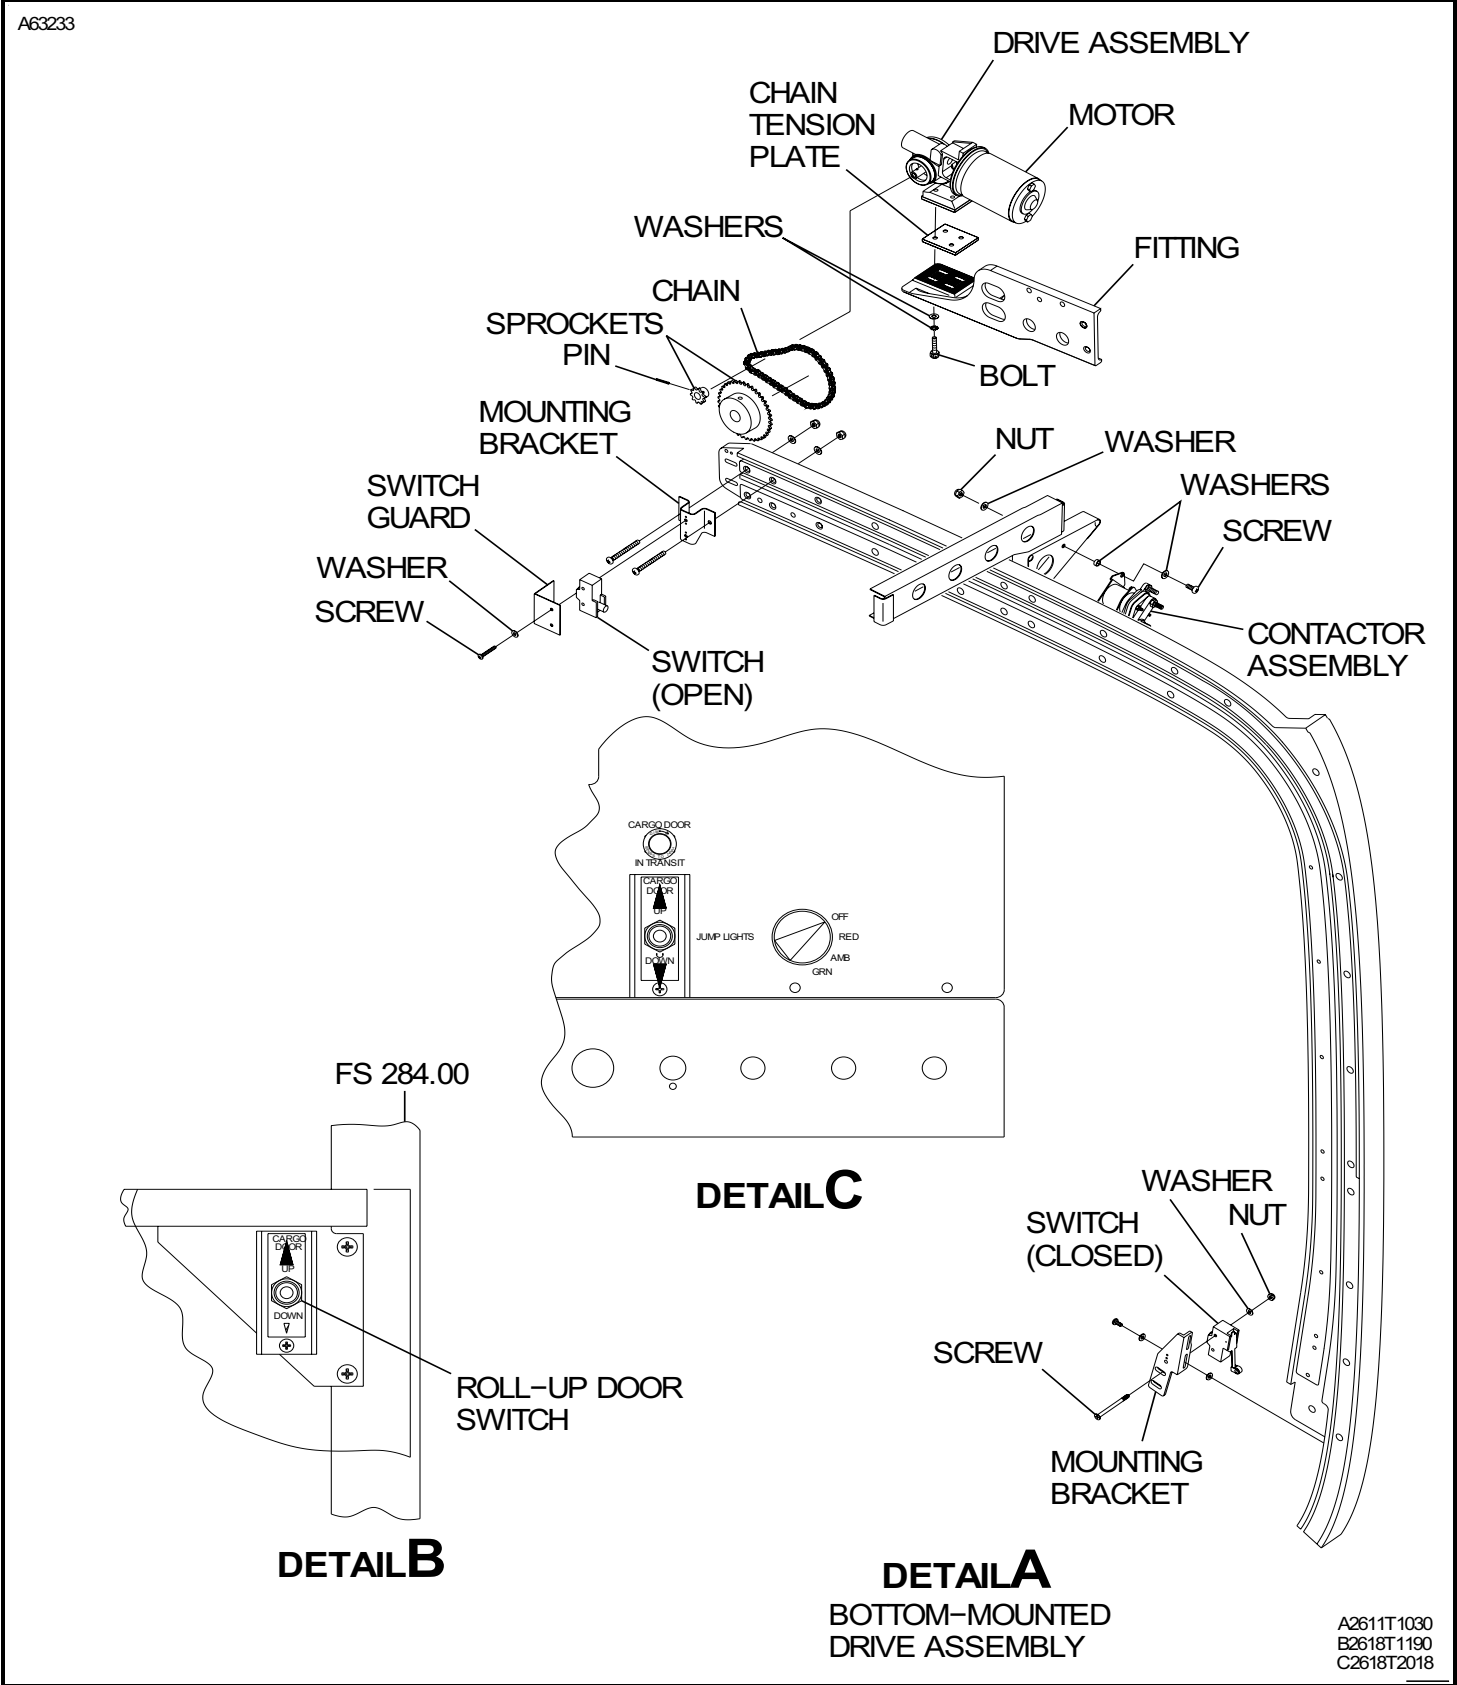 A63233
DRIVE ASSEMBLY
CHAIN
TENSION
PLATE
MOTOR
WASHERS
FITTING
CHAIN
SPROCKETS
PIN
BOLT
MOUNTING
BRACKET
NUT
WASHER
WASHERS
SCREW
SWITCH
GUARD
WASHER
SCREW
SWITCH
(OPEN)
CONTACTOR
ASSEMBLY
CARGO DOOR
IN TRANSIT
CARGO
DOOR
UP
DOWN
JUMP LIGHTS
OFF
RED
AMB
GRN
DETAIL C
FS 284.00
CARGO
DOOR
UP
DOWN
ROLL-UP DOOR
SWITCH
DETAIL B
WASHER
NUT
SWITCH
(CLOSED)
SCREW
MOUNTING
BRACKET
DETAIL A
BOTTOM-MOUNTED
DRIVE ASSEMBLY
A2611T1030
B2618T1190
C2618T2018